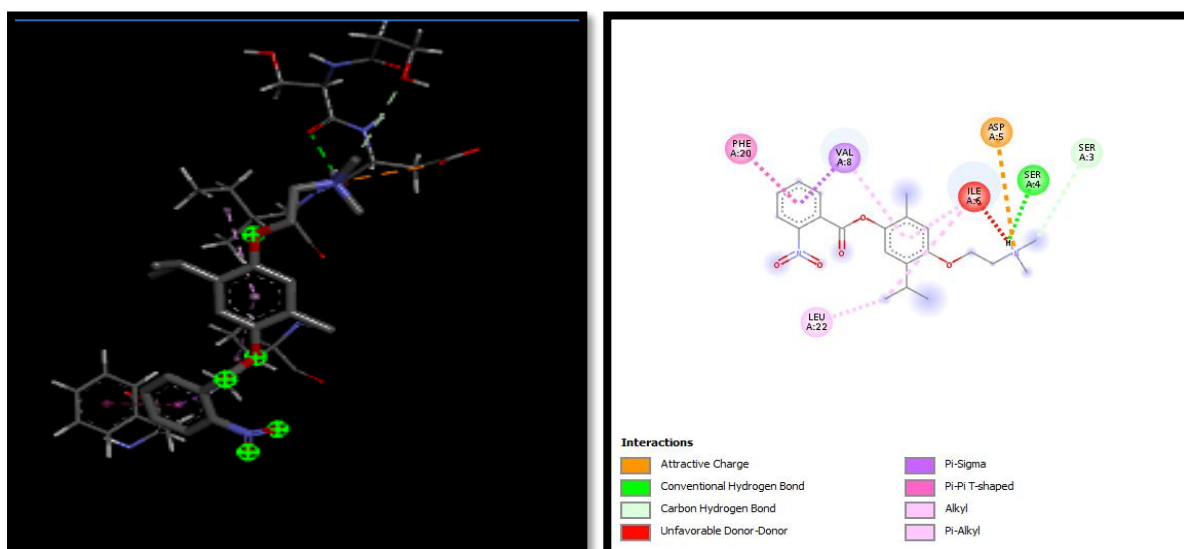 PHE
A:20
VAL
A:8
ASP
A:5
SER
A:3
SER
A:4
ILE
A:6
H
O
O
N
O
N
O
O
O
LEU
A:22
Interactions
Attractive Charge
Conventional Hydrogen Bond
Carbon Hydrogen Bond
Unfavorable Donor-Donor
Pi-Sigma
Pi-Pi T-shaped
Alkyl
Pi-Alkyl